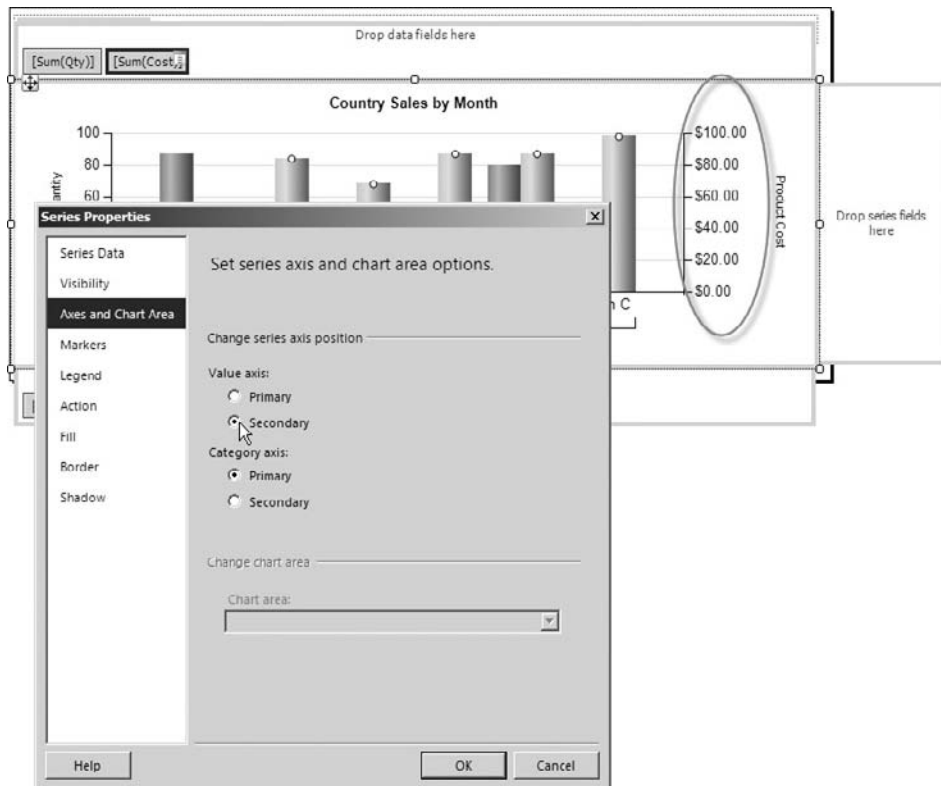 Drop data fields here
[Sum(Qty)] [Sum(Cost)]
Country Sales by Month
100
80
60
$100.00
$80.00
$60.00
$40.00
$20.00
$0.00
Product Cost
Drop series fields
here
Series Properties
Series Data
Visibility
Axes and Chart Area
Markers
Legend
Action
Fill
Border
Shadow
Set series axis and chart area options.
Change series axis position
Value axis:
Primary
Secondary
Category axis:
Primary
Secondary
Change chart area
Chart area:
Help
OK
Cancel